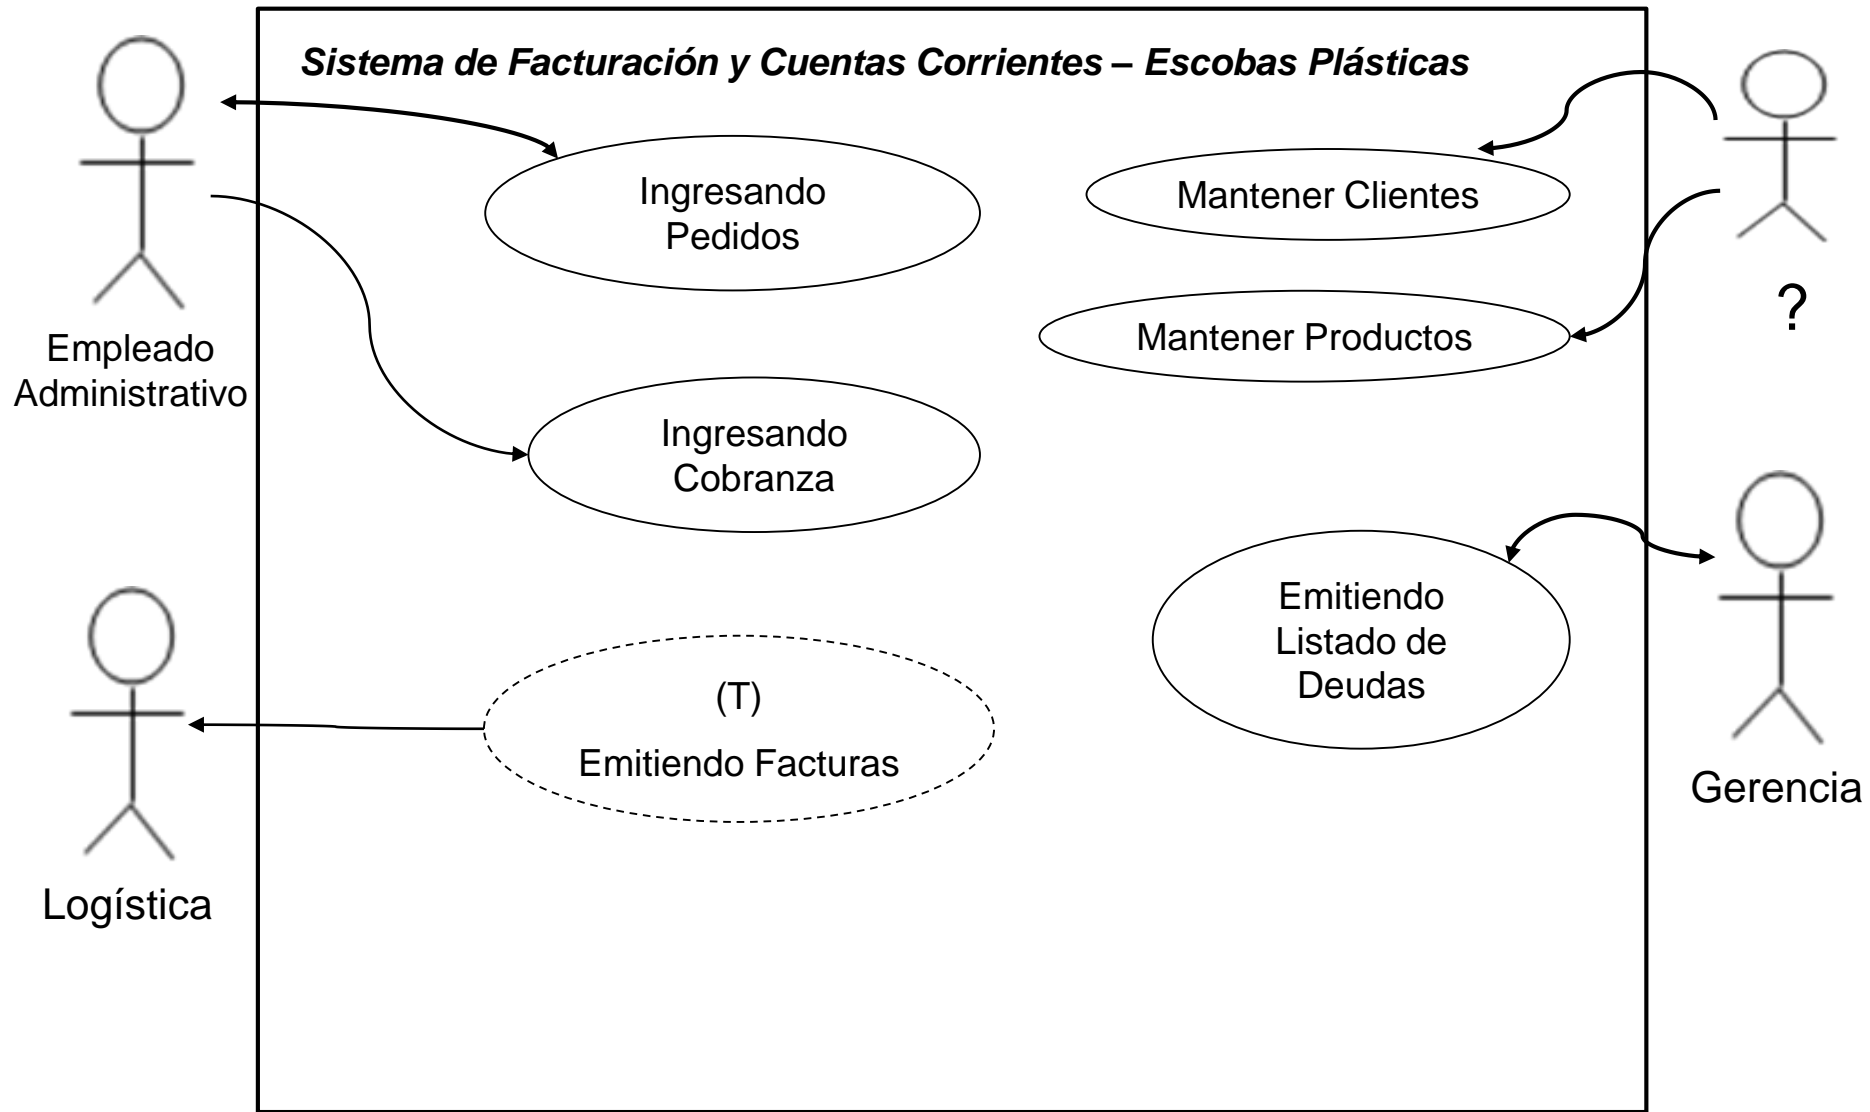 Sistema de Facturación y Cuentas Corrientes – Escobas Plásticas
Ingresando
Pedidos
Mantener Clientes
?
Mantener Productos
Empleado
Administrativo
Ingresando
Cobranza
Emitiendo
Listado de
Deudas
(T)
Emitiendo Facturas
Gerencia
Logística